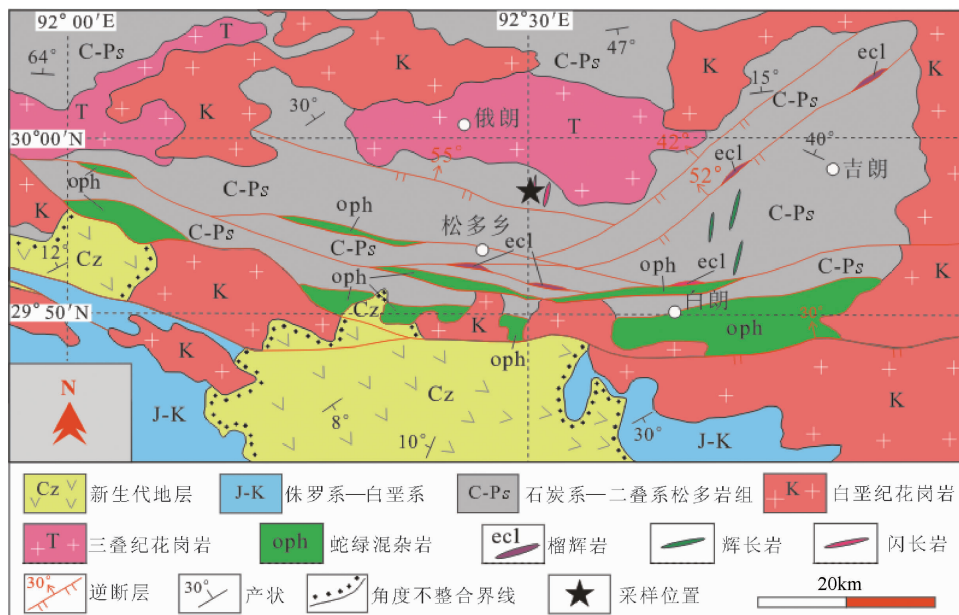 92°00′E
92°30′E
64°
C-Ps
T
K
47°
C-Ps
K
ecl
T
K
30°
C-Ps
俄朗
T
15°
C-Ps
K
30°00′N
55°
42°
ecl
40°
52°
吉朗
oph
C-Ps
oph
K
C-Ps
松多乡
C-Ps
C-Ps
ecl
12°
Cz
oph
oph
ecl
C-Ps
K
29°50′N
K
Cz
K
白朗
oph
oph
K
N
J-K
Cz
8°
10°
30°
J-K
K
Cz 新生代地层
J-K 侏罗系—白垩系
C-Ps 石炭系—二叠系松多岩组
K 白垩纪花岗岩
T 三叠纪花岗岩
oph 蛇绿混杂岩
ecl 榴辉岩
辉长岩
闪长岩
30° 逆断层
30° 产状
角度不整合界线
采样位置
20km